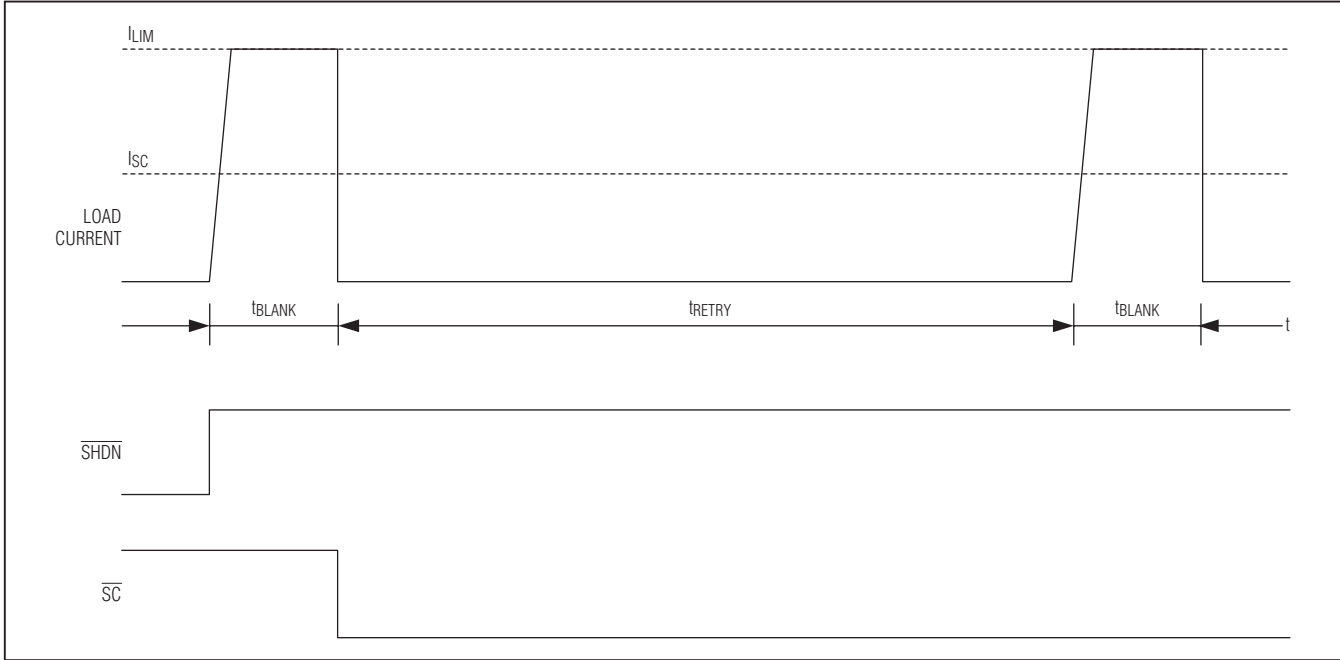 ILIM
ISC
LOAD
CURRENT
tBLANK
tRETRY
tBLANK
t
SHDN
SC